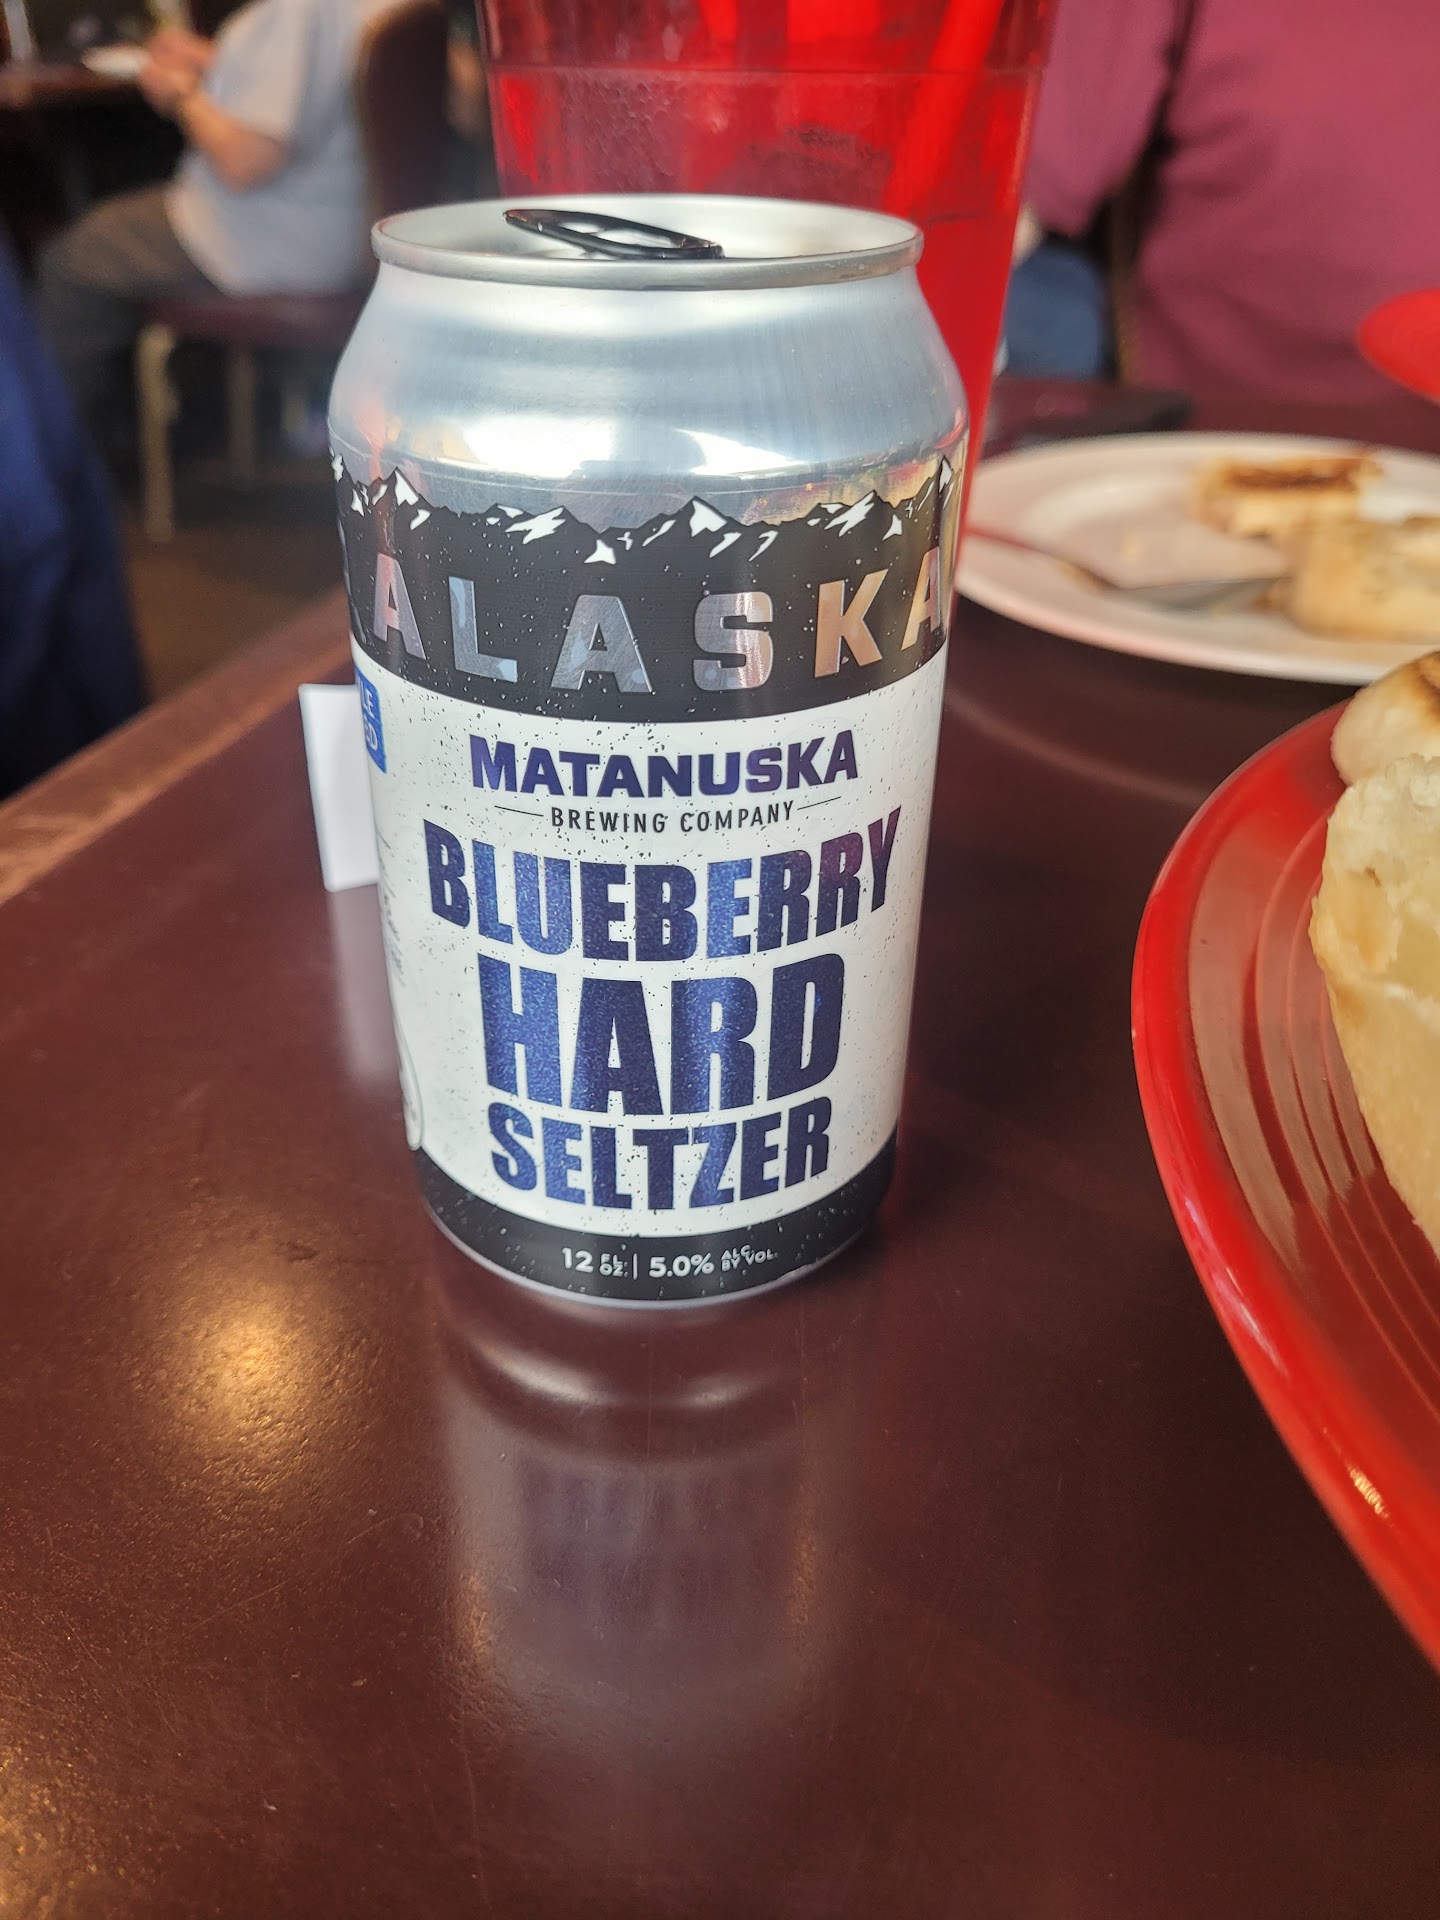 ALASKA
MATANUSKA
BREWING COMPANY
BLUEBERRY
HARD
SELTZER
12 FL. OZ. | 5.0% ALC. BY VOL.